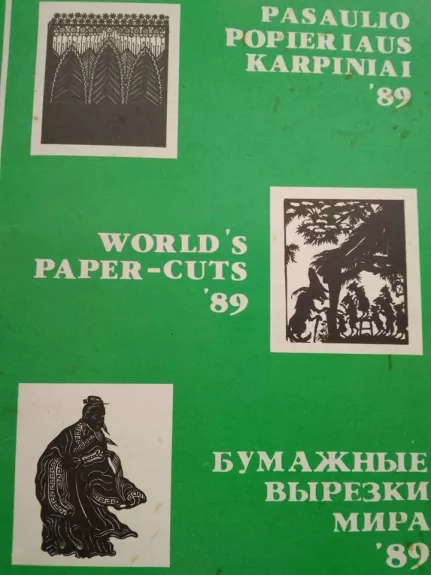 PASAULIO
POPIERIAUS
KARPINIAI
'89
WORLD'S
PAPER-CUTS
'89
БУМАЖНЫЕ
ВЫРЕЗКИ
МИРА
'89